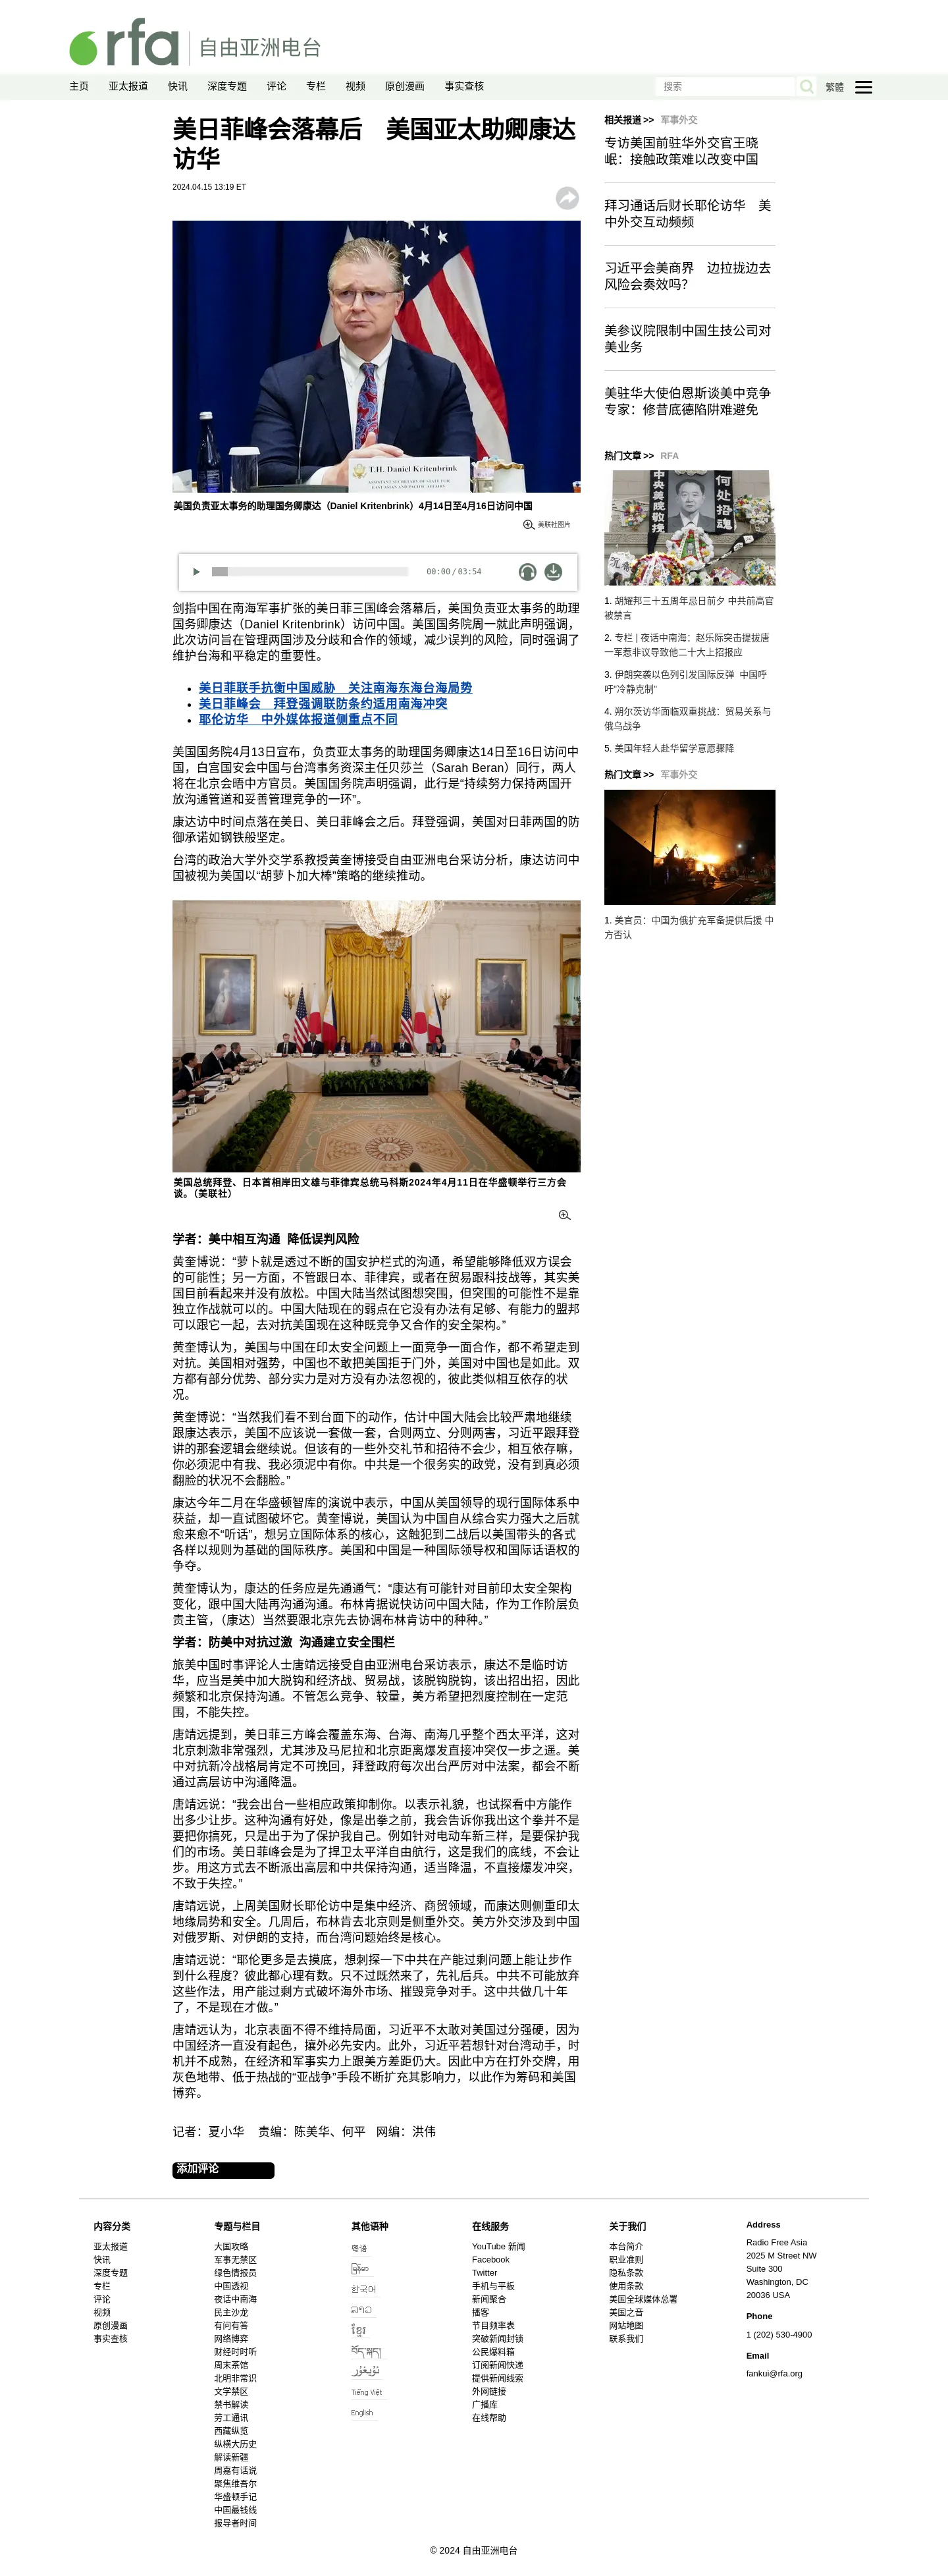 rfa 自由亚洲电台
主页 亚太报道 快讯 深度专题 评论 专栏 视频 原创漫画 事实查核 搜索 繁體
美日菲峰会落幕后　美国亚太助卿康达
访华
2024.04.15 13:19 ET
T.H. Daniel Kritenbrink
ASSISTANT SECRETARY OF STATE FOR
EAST ASIAN AND PACIFIC AFFAIRS
美国负责亚太事务的助理国务卿康达（Daniel Kritenbrink）4月14日至4月16日访问中国
美联社图片
00:00 / 03:54
剑指中国在南海军事扩张的美日菲三国峰会落幕后，美国负责亚太事务的助理
国务卿康达（Daniel Kritenbrink）访问中国。美国国务院周一就此声明强调，
此次访问旨在管理两国涉及分歧和合作的领域，减少误判的风险，同时强调了
维护台海和平稳定的重要性。
美日菲联手抗衡中国威胁　关注南海东海台海局势
美日菲峰会　拜登强调联防条约适用南海冲突
耶伦访华　中外媒体报道侧重点不同
美国国务院4月13日宣布，负责亚太事务的助理国务卿康达14日至16日访问中
国，白宫国安会中国与台湾事务资深主任贝莎兰（Sarah Beran）同行，两人
将在北京会晤中方官员。美国国务院声明强调，此行是“持续努力保持两国开
放沟通管道和妥善管理竞争的一环”。
康达访中时间点落在美日、美日菲峰会之后。拜登强调，美国对日菲两国的防
御承诺如钢铁般坚定。
台湾的政治大学外交学系教授黄奎博接受自由亚洲电台采访分析，康达访问中
国被视为美国以“胡萝卜加大棒”策略的继续推动。
美国总统拜登、日本首相岸田文雄与菲律宾总统马科斯2024年4月11日在华盛顿举行三方会
谈。（美联社）
学者：美中相互沟通 降低误判风险
黄奎博说：“萝卜就是透过不断的国安护栏式的沟通，希望能够降低双方误会
的可能性；另一方面，不管跟日本、菲律宾，或者在贸易跟科技战等，其实美
国目前看起来并没有放松。中国大陆当然试图想突围，但突围的可能性不是靠
独立作战就可以的。中国大陆现在的弱点在它没有办法有足够、有能力的盟邦
可以跟它一起，去对抗美国现在这种既竞争又合作的安全架构。”
黄奎博认为，美国与中国在印太安全问题上一面竞争一面合作，都不希望走到
对抗。美国相对强势，中国也不敢把美国拒于门外，美国对中国也是如此。双
方都有部分优势、部分实力是对方没有办法忽视的，彼此类似相互依存的状
况。
黄奎博说：“当然我们看不到台面下的动作，估计中国大陆会比较严肃地继续
跟康达表示，美国不应该说一套做一套，合则两立、分则两害，习近平跟拜登
讲的那套逻辑会继续说。但该有的一些外交礼节和招待不会少，相互依存嘛，
你必须泥中有我、我必须泥中有你。中共是一个很务实的政党，没有到真必须
翻脸的状况不会翻脸。”
康达今年二月在华盛顿智库的演说中表示，中国从美国领导的现行国际体系中
获益，却一直试图破坏它。黄奎博说，美国认为中国自从综合实力强大之后就
愈来愈不“听话”，想另立国际体系的核心，这触犯到二战后以美国带头的各式
各样以规则为基础的国际秩序。美国和中国是一种国际领导权和国际话语权的
争夺。
黄奎博认为，康达的任务应是先通通气：“康达有可能针对目前印太安全架构
变化，跟中国大陆再沟通沟通。布林肯据说快访问中国大陆，作为工作阶层负
责主管，（康达）当然要跟北京先去协调布林肯访中的种种。”
学者：防美中对抗过激 沟通建立安全围栏
旅美中国时事评论人士唐靖远接受自由亚洲电台采访表示，康达不是临时访
华，应当是美中加大脱钩和经济战、贸易战，该脱钩脱钩，该出招出招，因此
频繁和北京保持沟通。不管怎么竞争、较量，美方希望把烈度控制在一定范
围，不能失控。
唐靖远提到，美日菲三方峰会覆盖东海、台海、南海几乎整个西太平洋，这对
北京刺激非常强烈，尤其涉及马尼拉和北京距离爆发直接冲突仅一步之遥。美
中对抗新冷战格局肯定不可挽回，拜登政府每次出台严厉对中法案，都会不断
通过高层访中沟通降温。
唐靖远说：“我会出台一些相应政策抑制你。以表示礼貌，也试探看中方能作
出多少让步。这种沟通有好处，像是出拳之前，我会告诉你我出这个拳并不是
要把你搞死，只是出于为了保护我自己。例如针对电动车新三样，是要保护我
们的市场。美日菲峰会是为了捍卫太平洋自由航行，这是我们的底线，不会让
步。用这方式去不断派出高层和中共保持沟通，适当降温，不直接爆发冲突，
不致于失控。”
唐靖远说，上周美国财长耶伦访中是集中经济、商贸领域，而康达则侧重印太
地缘局势和安全。几周后，布林肯去北京则是侧重外交。美方外交涉及到中国
对俄罗斯、对伊朗的支持，而台湾问题始终是核心。
唐靖远说：“耶伦更多是去摸底，想刺探一下中共在产能过剩问题上能让步作
到什么程度？彼此都心理有数。只不过既然来了，先礼后兵。中共不可能放弃
这些作法，用产能过剩方式破坏海外市场、摧毁竞争对手。这中共做几十年
了，不是现在才做。”
唐靖远认为，北京表面不得不维持局面，习近平不太敢对美国过分强硬，因为
中国经济一直没有起色，攘外必先安内。此外，习近平若想针对台湾动手，时
机并不成熟，在经济和军事实力上跟美方差距仍大。因此中方在打外交牌，用
灰色地带、低于热战的“亚战争”手段不断扩充其影响力，以此作为筹码和美国
博弈。
记者：夏小华　责编：陈美华、何平　网编：洪伟
添加评论
相关报道 >> 军事外交
专访美国前驻华外交官王晓
岷：接触政策难以改变中国
拜习通话后财长耶伦访华　美
中外交互动频频
习近平会美商界　边拉拢边去
风险会奏效吗？
美参议院限制中国生技公司对
美业务
美驻华大使伯恩斯谈美中竞争
专家：修昔底德陷阱难避免
热门文章 >> RFA
中央美院敬挽
何处招魂
1. 胡耀邦三十五周年忌日前夕 中共前高官
被禁言
2. 专栏 | 夜话中南海：赵乐际突击提拔唐
一军惹非议导致他二十大上招报应
3. 伊朗突袭以色列引发国际反弹 中国呼
吁“冷静克制”
4. 朔尔茨访华面临双重挑战：贸易关系与
俄乌战争
5. 美国年轻人赴华留学意愿骤降
热门文章 >> 军事外交
1. 美官员：中国为俄扩充军备提供后援 中
方否认
内容分类
亚太报道
快讯
深度专题
专栏
评论
视频
原创漫画
事实查核
专题与栏目
大国攻略
军事无禁区
绿色情报员
中国透视
夜话中南海
民主沙龙
有问有答
网络博弈
财经时时听
周末茶馆
北明非常识
文学禁区
禁书解读
劳工通讯
西藏纵览
纵横大历史
解读新疆
周嘉有话说
聚焦维吾尔
华盛顿手记
中国最钱线
报导者时间
其他语种
粤语
မြန်မာ
한국어
ລາວ
ខ្មែរ
བོད་སྐད།
ئۇيغۇر
Tiếng Việt
English
在线服务
YouTube 新闻
Facebook
Twitter
手机与平板
新闻聚合
播客
节目频率表
突破新闻封锁
公民爆料箱
订阅新闻快递
提供新闻线索
外网链接
广播库
在线帮助
关于我们
本台简介
职业准则
隐私条款
使用条款
美国全球媒体总署
美国之音
网站地图
联系我们
Address
Radio Free Asia
2025 M Street NW
Suite 300
Washington, DC
20036 USA
Phone
1 (202) 530-4900
Email
fankui@rfa.org
© 2024 自由亚洲电台